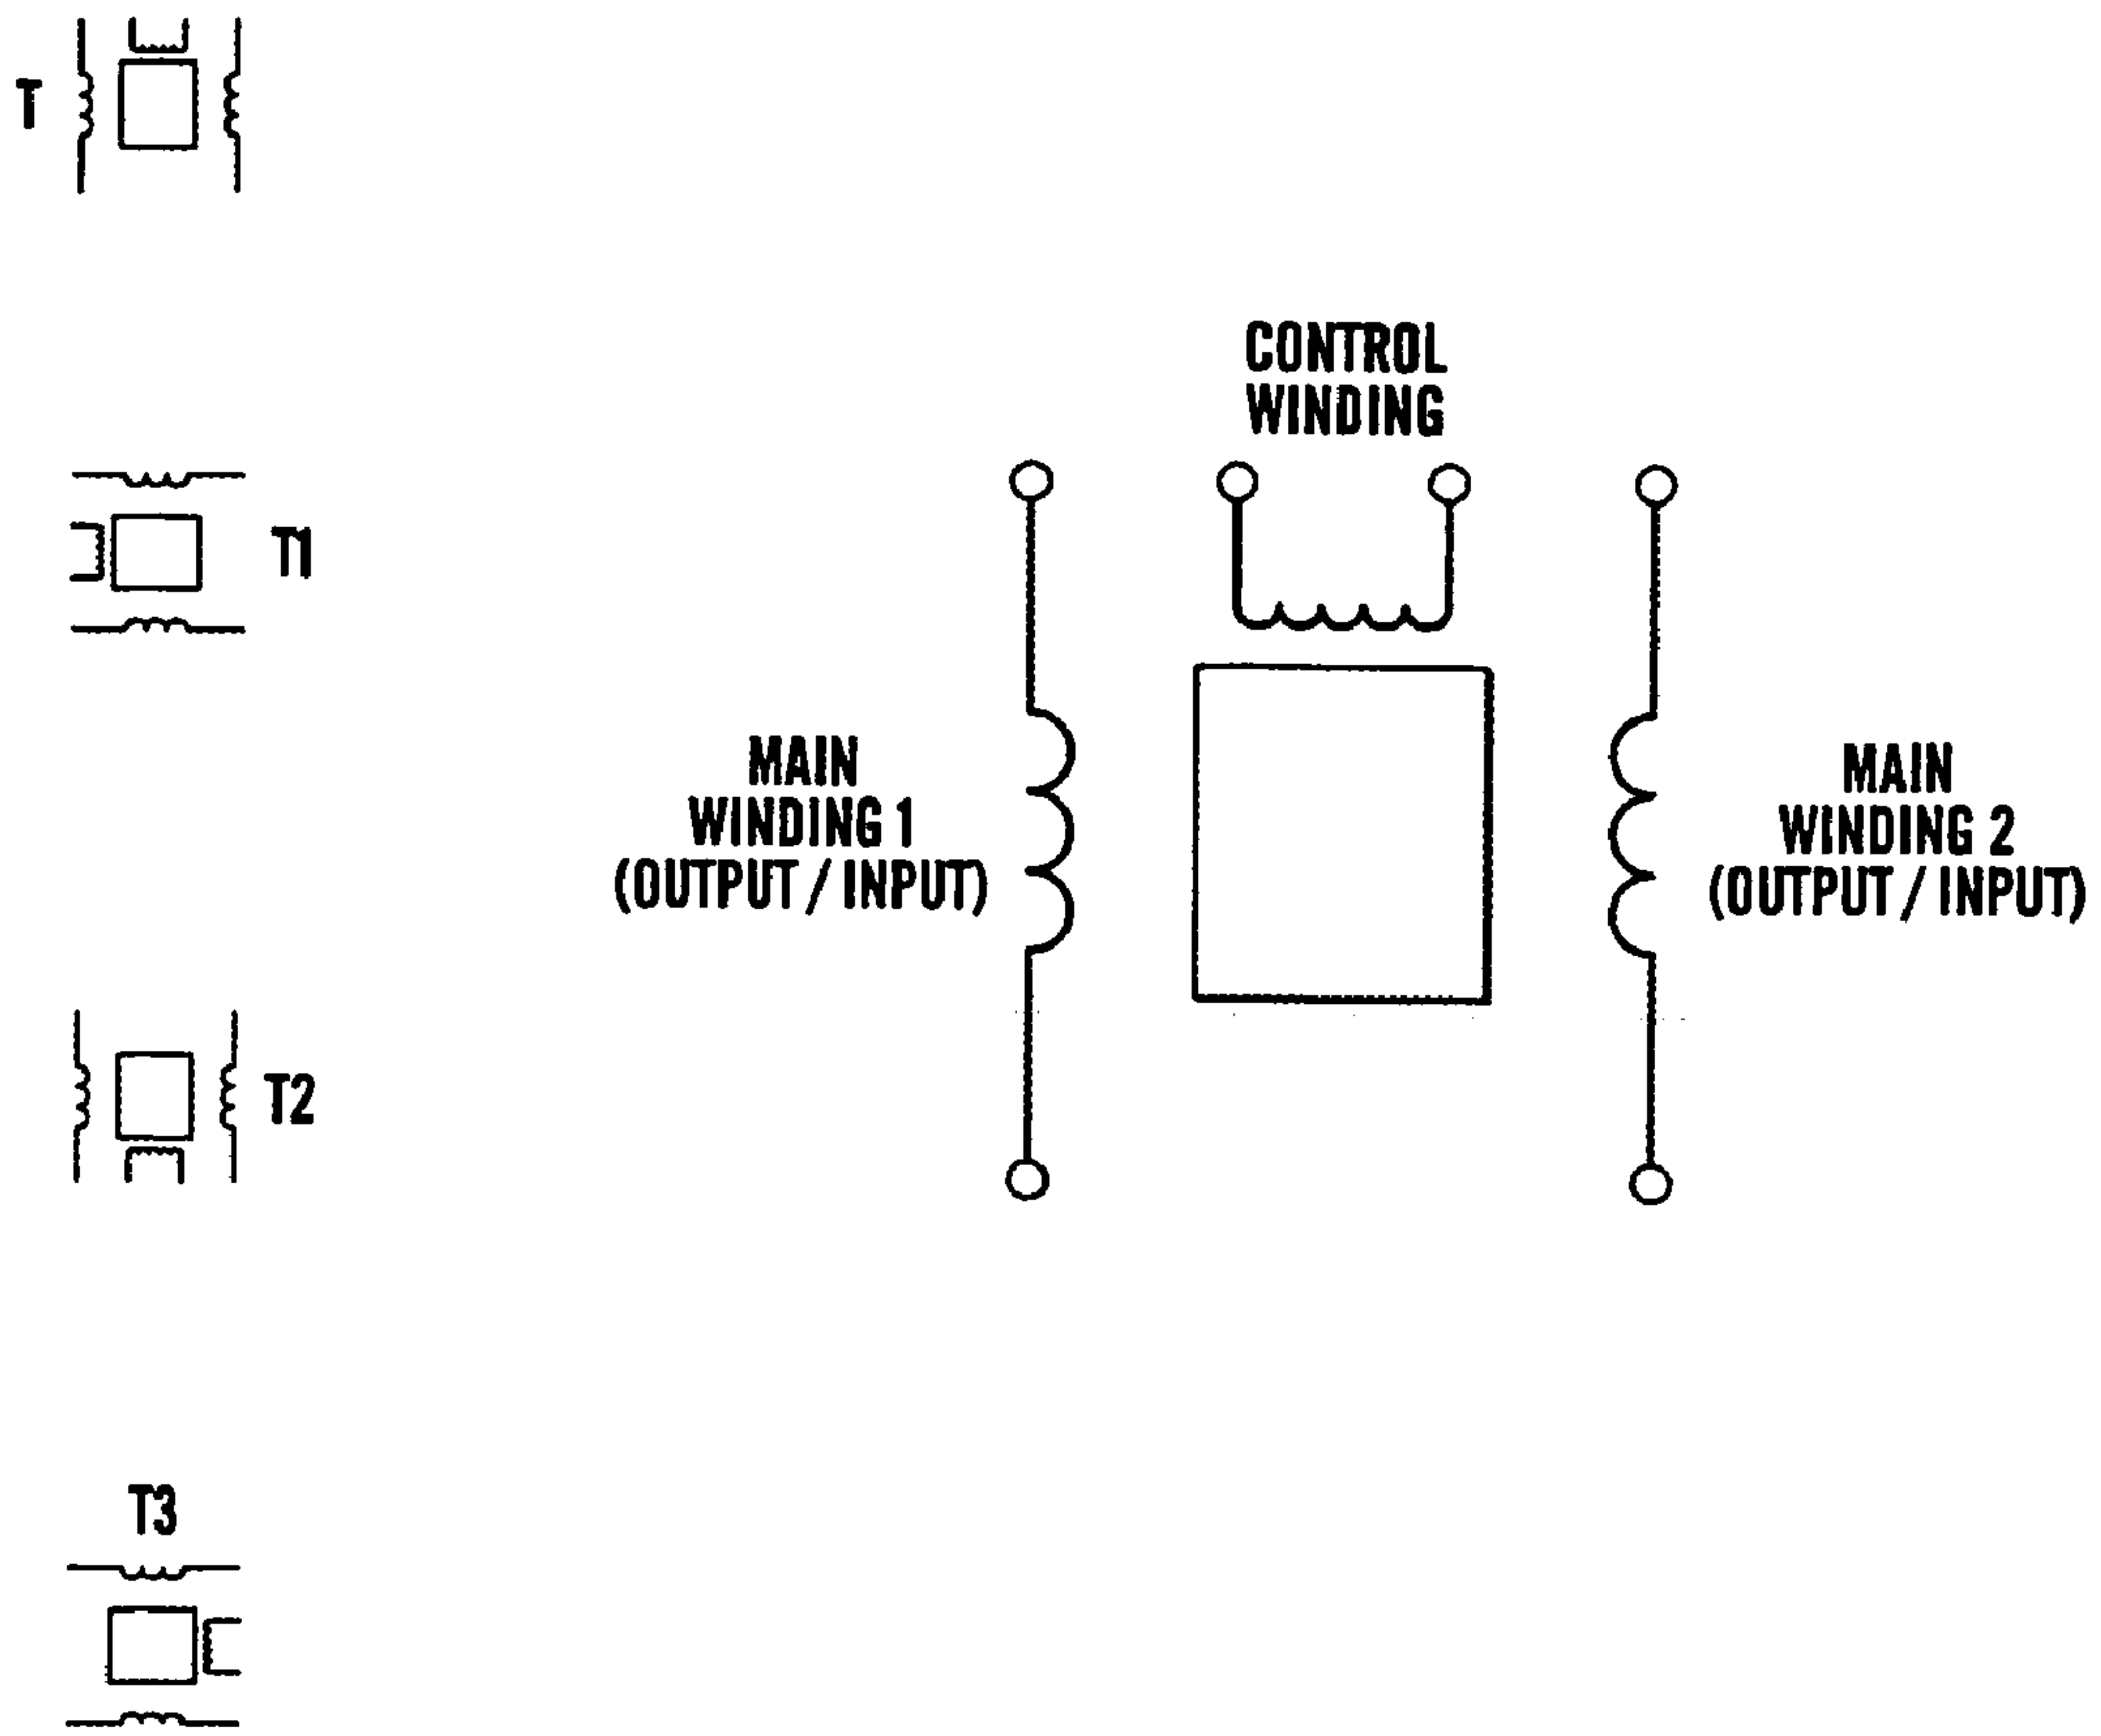 T
T1
T2
T3
CONTROL
WINDING
MAIN
WINDING 1
(OUTPUT / INPUT)
MAIN
WINDING 2
(OUTPUT / INPUT)